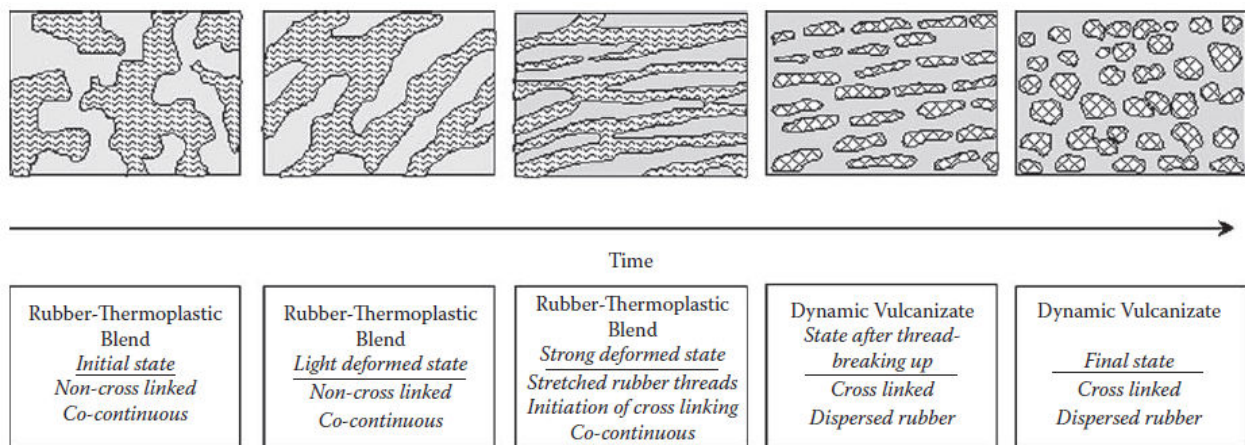 Time
Rubber-Thermoplastic
Blend
Initial state
Non-cross linked
Co-continuous
Rubber-Thermoplastic
Blend
Light deformed state
Non-cross linked
Co-continuous
Rubber-Thermoplastic
Blend
Strong deformed state
Stretched rubber threads
Initiation of cross linking
Co-continuous
Dynamic Vulcanizate
State after thread-
breaking up
Cross linked
Dispersed rubber
Dynamic Vulcanizate
Final state
Cross linked
Dispersed rubber